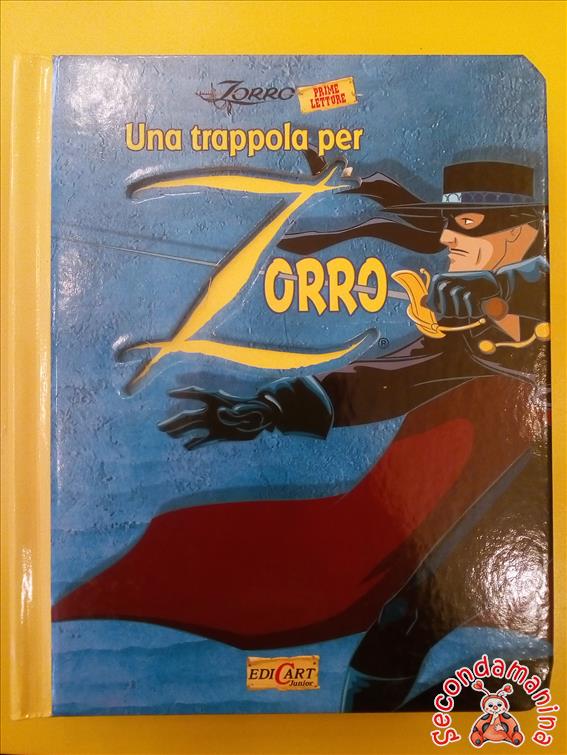 ZORRO
PRIME
LETTURE
Una trappola per
ZORRO
®
EDICART
Junior
Secondamanina